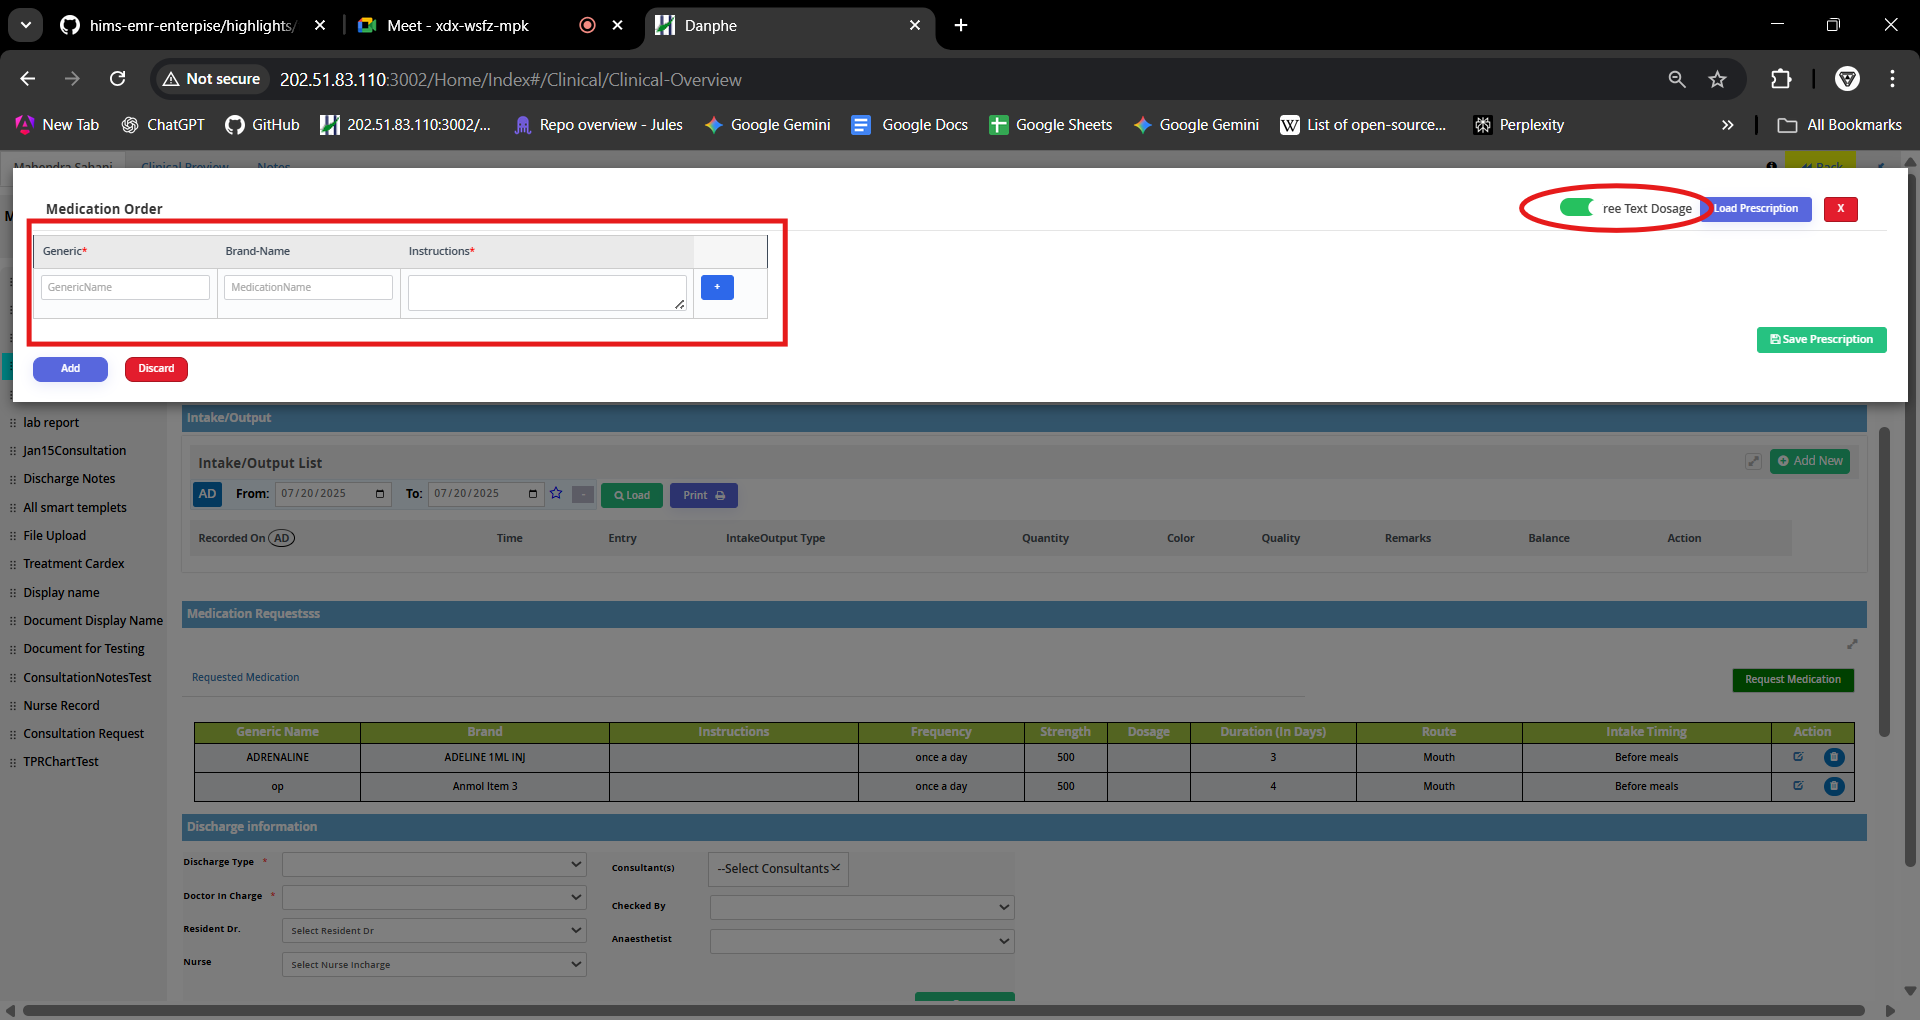 hims-emr-enterpise/highlights/
Meet - xdx-wsfz-mpk
Danphe
Not secure
202.51.83.110:3002/Home/Index#/Clinical/Clinical-Overview
New Tab
ChatGPT
GitHub
202.51.83.110:3002/...
Repo overview - Jules
Google Gemini
Google Docs
Google Sheets
Google Gemini
List of open-source...
Perplexity
All Bookmarks
Mahendra Sahani
Clinical Preview
Notes
Back
Medication Order
ree Text Dosage
Load Prescription
X
Generic*
Brand-Name
Instructions*
GenericName
MedicationName
+
Save Prescription
Add
Discard
lab report
Jan15Consultation
Discharge Notes
All smart templets
File Upload
Treatment Cardex
Display name
Document Display Name
Document for Testing
ConsultationNotesTest
Nurse Record
Consultation Request
TPRChartTest
Intake/Output
Intake/Output List
Add New
AD From: 07/20/2025 To: 07/20/2025 - Load Print
Recorded On AD Time Entry IntakeOutput Type Quantity Color Quality Remarks Balance Action
Medication Requestsss
Requested Medication
Request Medication
Generic Name Brand Instructions Frequency Strength Dosage Duration (In Days) Route Intake Timing Action
ADRENALINE ADELINE 1ML INJ once a day 500 3 Mouth Before meals
op Anmol Item 3 once a day 500 4 Mouth Before meals
Discharge information
Discharge Type *
Doctor In Charge *
Resident Dr. Select Resident Dr
Nurse Select Nurse Incharge
Consultant(s) --Select Consultants
Checked By
Anaesthetist